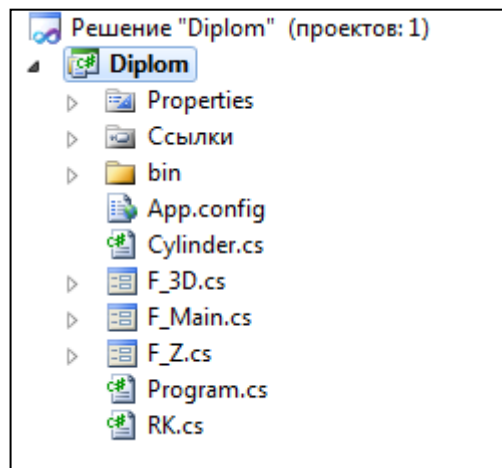 Решение "Diplom" (проектов: 1)
Diplom
Properties
Ссылки
bin
App.config
Cylinder.cs
F_3D.cs
F_Main.cs
F_Z.cs
Program.cs
RK.cs